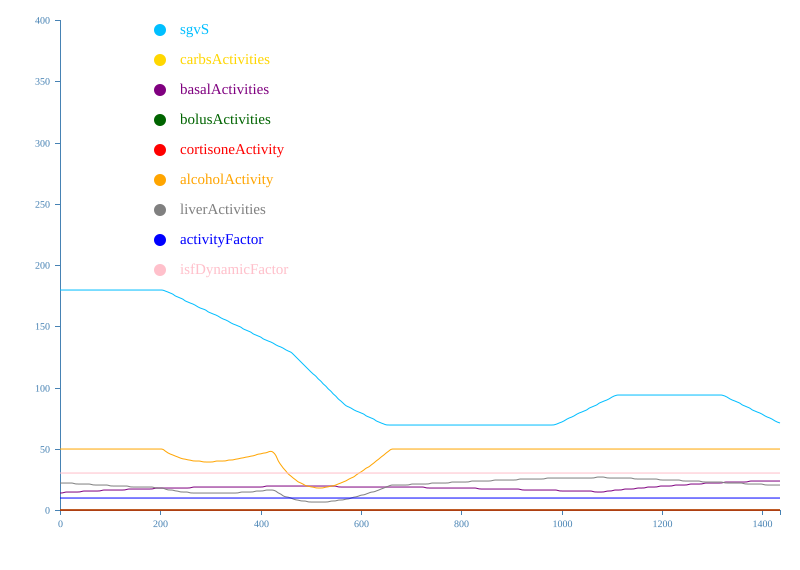 400
sgvS
carbsActivities
350
basalActivities
bolusActivities
300
cortisoneActivity
alcoholActivity
250
liverActivities
activityFactor
200
isfDynamicFactor
150
100
50
0
0 200 400 600 800 1000 1200 1400